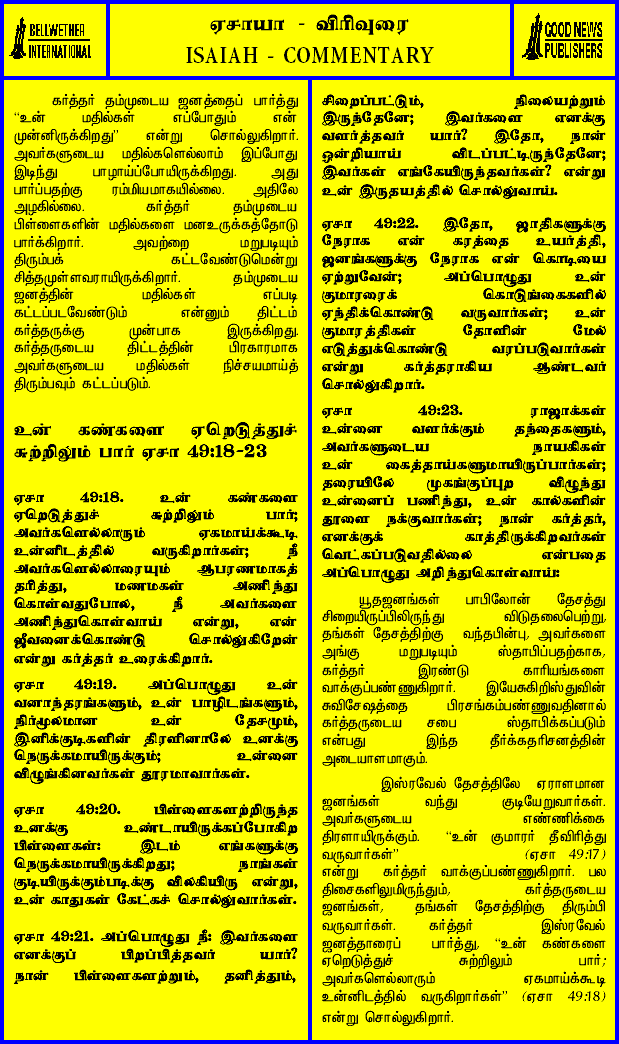 BELLWETHER
INTERNATIONAL
ஏசாயா - விரிவுரை
ISAIAH - COMMENTARY
GOOD NEWS
PUBLISHERS
கர்த்தர் தம்முடைய ஜனத்தைப் பார்த்து
“உன் மதில்கள் எப்போதும் என்
முன்னிருக்கிறது” என்று சொல்லுகிறார்.
அவர்களுடைய மதில்களெல்லாம் இப்போது
இடிந்து பாழாய்ப்போயிருக்கிறது. அது
பார்ப்பதற்கு ரம்மியமாகயில்லை. அதிலே
அழகில்லை. கர்த்தர் தம்முடைய
பிள்ளைகளின் மதில்களை மனஉருக்கத்தோடு
பார்க்கிறார். அவற்றை மறுபடியும்
திரும்பக் கட்டவேண்டுமென்று
சித்தமுள்ளவராயிருக்கிறார். தம்முடைய
ஜனத்தின் மதில்கள் எப்படி
கட்டப்படவேண்டும் என்னும் திட்டம்
கர்த்தருக்கு முன்பாக இருக்கிறது.
கர்த்தருடைய திட்டத்தின் பிரகாரமாக
அவர்களுடைய மதில்கள் நிச்சயமாய்த்
திரும்பவும் கட்டப்படும்.
உன் கண்களை ஏறெடுத்துச்
சுற்றிலும் பார் ஏசா 49:18-23
ஏசா 49:18. உன் கண்களை
ஏறெடுத்துச் சுற்றிலும் பார்;
அவர்களெல்லாரும் ஏகமாய்க்கூடி
உன்னிடத்தில் வருகிறார்கள்; நீ
அவர்களெல்லாரையும் ஆபரணமாகத்
தரித்து, மணமகள் அணிந்து
கொள்வதுபோல, நீ அவர்களை
அணிந்துகொள்வாய் என்று, என்
ஜீவனைக்கொண்டு சொல்லுகிறேன்
என்று கர்த்தர் உரைக்கிறார்.
ஏசா 49:19. அப்பொழுது உன்
வனாந்தரங்களும், உன் பாழிடங்களும்,
நிர்மூலமான உன் தேசமும்,
இனிக்குடிகளின் திரளினாலே உனக்கு
நெருக்கமாயிருக்கும்; உன்னை
விழுங்கினவர்கள் தூரமாவார்கள்.
ஏசா 49:20. பிள்ளைகளற்றிருந்த
உனக்கு உண்டாயிருக்கப்போகிற
பிள்ளைகள்: இடம் எங்களுக்கு
நெருக்கமாயிருக்கிறது; நாங்கள்
குடியிருக்கும்படிக்கு விலகியிரு என்று,
உன் காதுகள் கேட்கச் சொல்லுவார்கள்.
ஏசா 49:21. அப்பொழுது நீ: இவர்களை
எனக்குப் பிறப்பித்தவர் யார்?
நான் பிள்ளைகளற்றும், தனித்தும்,
சிறைப்பட்டும், நிலையற்றும்
இருந்தேனே; இவர்களை எனக்கு
வளர்த்தவர் யார்? இதோ, நான்
ஒன்றியாய் விடப்பட்டிருந்தேனே;
இவர்கள் எங்கேயிருந்தவர்கள்? என்று
உன் இருதயத்தில் சொல்லுவாய்.
ஏசா 49:22. இதோ, ஜாதிகளுக்கு
நேராக என் கரத்தை உயர்த்தி,
ஜனங்களுக்கு நேராக என் கொடியை
ஏற்றுவேன்; அப்பொழுது உன்
குமாரரைக் கொடுங்கைகளில்
ஏந்திக்கொண்டு வருவார்கள்; உன்
குமாரத்திகள் தோளின் மேல்
எடுத்துக்கொண்டு வரப்படுவார்கள்
என்று கர்த்தராகிய ஆண்டவர்
சொல்லுகிறார்.
ஏசா 49:23. ராஜாக்கள்
உன்னை வளர்க்கும் தந்தைகளும்,
அவர்களுடைய நாயகிகள்
உன் கைத்தாய்களுமாயிருப்பார்கள்;
தரையிலே முகங்குப்புற விழுந்து
உன்னைப் பணிந்து, உன் கால்களின்
தூளை நக்குவார்கள்; நான் கர்த்தர்,
எனக்குக் காத்திருக்கிறவர்கள்
வெட்கப்படுவதில்லை என்பதை
அப்பொழுது அறிந்துகொள்வாய்:
யூதஜனங்கள் பாபிலோன் தேசத்து
சிறையிருப்பிலிருந்து விடுதலைபெற்று,
தங்கள் தேசத்திற்கு வந்தபின்பு, அவர்களை
அங்கு மறுபடியும் ஸ்தாபிப்பதற்காக,
கர்த்தர் இரண்டு காரியங்களை
வாக்குப்பண்ணுகிறார். இயேசுகிறிஸ்துவின்
சுவிசேஷத்தை பிரசங்கம்பண்ணுவதினால்
கர்த்தருடைய சபை ஸ்தாபிக்கப்படும்
என்பது இந்த தீர்க்கதரிசனத்தின்
அடையாளமாகும்.
இஸ்ரவேல் தேசத்திலே ஏராளமான
ஜனங்கள் வந்து குடியேறுவார்கள்.
அவர்களுடைய எண்ணிக்கை
திரளாயிருக்கும். “உன் குமாரர் தீவிரித்து
வருவார்கள்” (ஏசா 49:17)
என்று கர்த்தர் வாக்குப்பண்ணுகிறார். பல
திசைகளிலுமிருந்தும், கர்த்தருடைய
ஜனங்கள், தங்கள் தேசத்திற்கு திரும்பி
வருவார்கள். கர்த்தர் இஸ்ரவேல்
ஜனத்தாரைப் பார்த்து, “உன் கண்களை
ஏறெடுத்துச் சுற்றிலும் பார்;
அவர்களெல்லாரும் ஏகமாய்க்கூடி
உன்னிடத்தில் வருகிறார்கள்” (ஏசா 49:18)
என்று சொல்லுகிறார்.